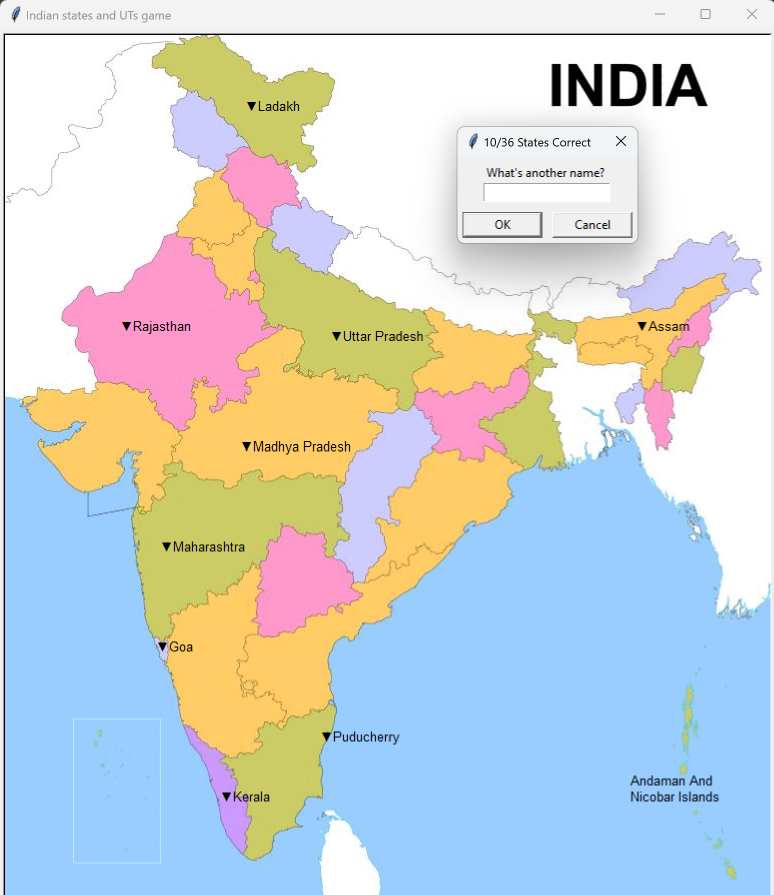 Indian states and UTs game
INDIA
▼Ladakh
10/36 States Correct
What's another name?
OK
Cancel
▼Rajasthan
▼Uttar Pradesh
▼Assam
▼Madhya Pradesh
▼Maharashtra
▼Goa
▼Puducherry
Andaman And
Nicobar Islands
▼Kerala